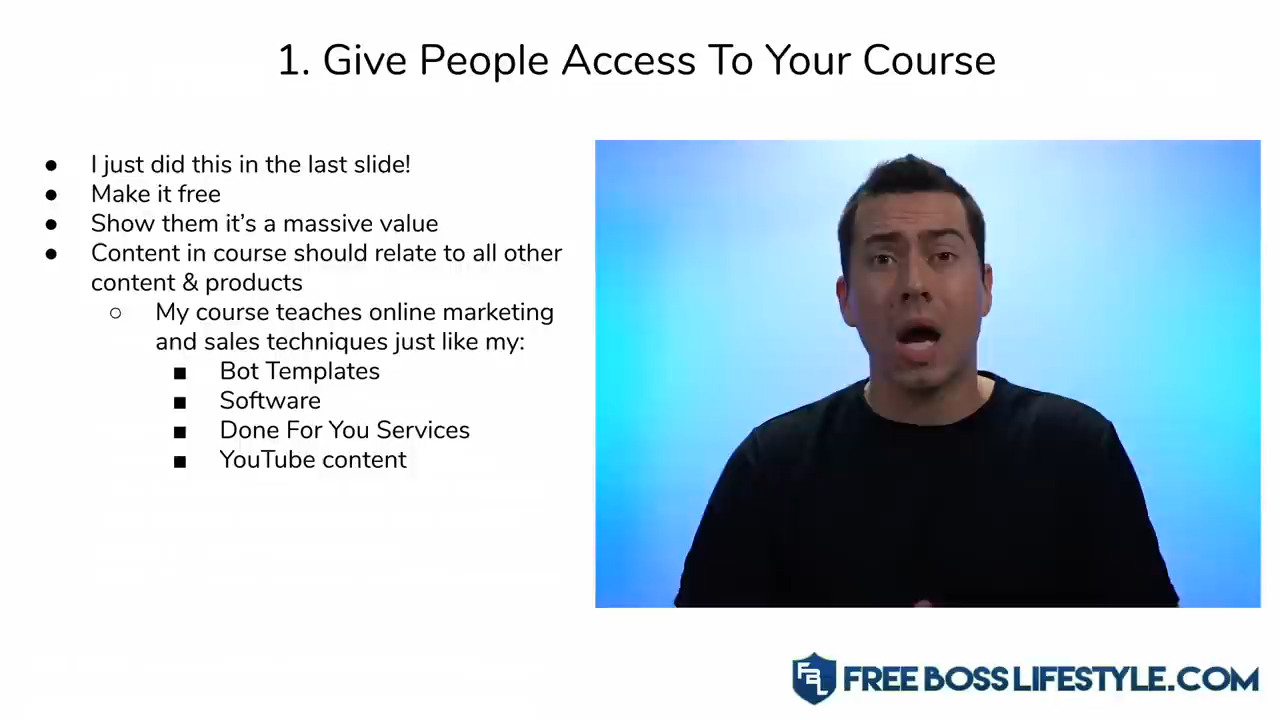 1. Give People Access To Your Course
● I just did this in the last slide!
● Make it free
● Show them it's a massive value
● Content in course should relate to all other
content & products
○ My course teaches online marketing
and sales techniques just like my:
■ Bot Templates
■ Software
■ Done For You Services
■ YouTube content
FBL FREE BOSS LIFESTYLE.COM